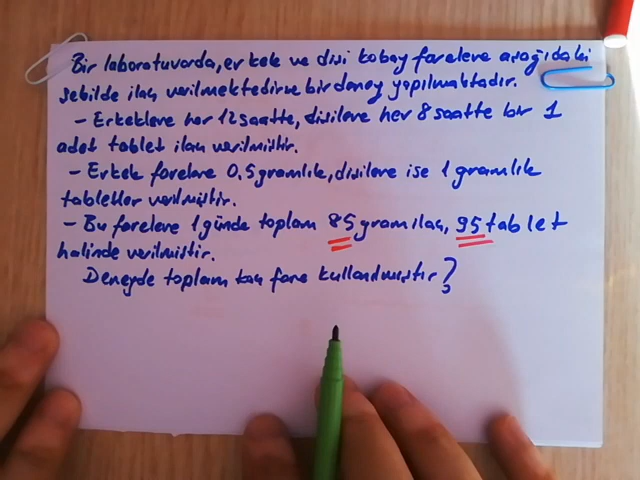 Bir laboratuvarda, erkek ve dişi kobay farelere aşağıdaki
şekilde ilaç verilmektedir ve bir deney yapılmaktadır.
- Erkeklere her 12 saatte, dişilere her 8 saatte bir 1
adet tablet ilaç verilmiştir.
- Erkek farelere 0,5 gramlık, dişilere ise 1 gramlık
tabletler verilmiştir.
- Bu farelere 1 günde toplam 85 gram ilaç, 95 tablet
halinde verilmiştir.
Deneyde toplam kaç fare kullanılmıştır?